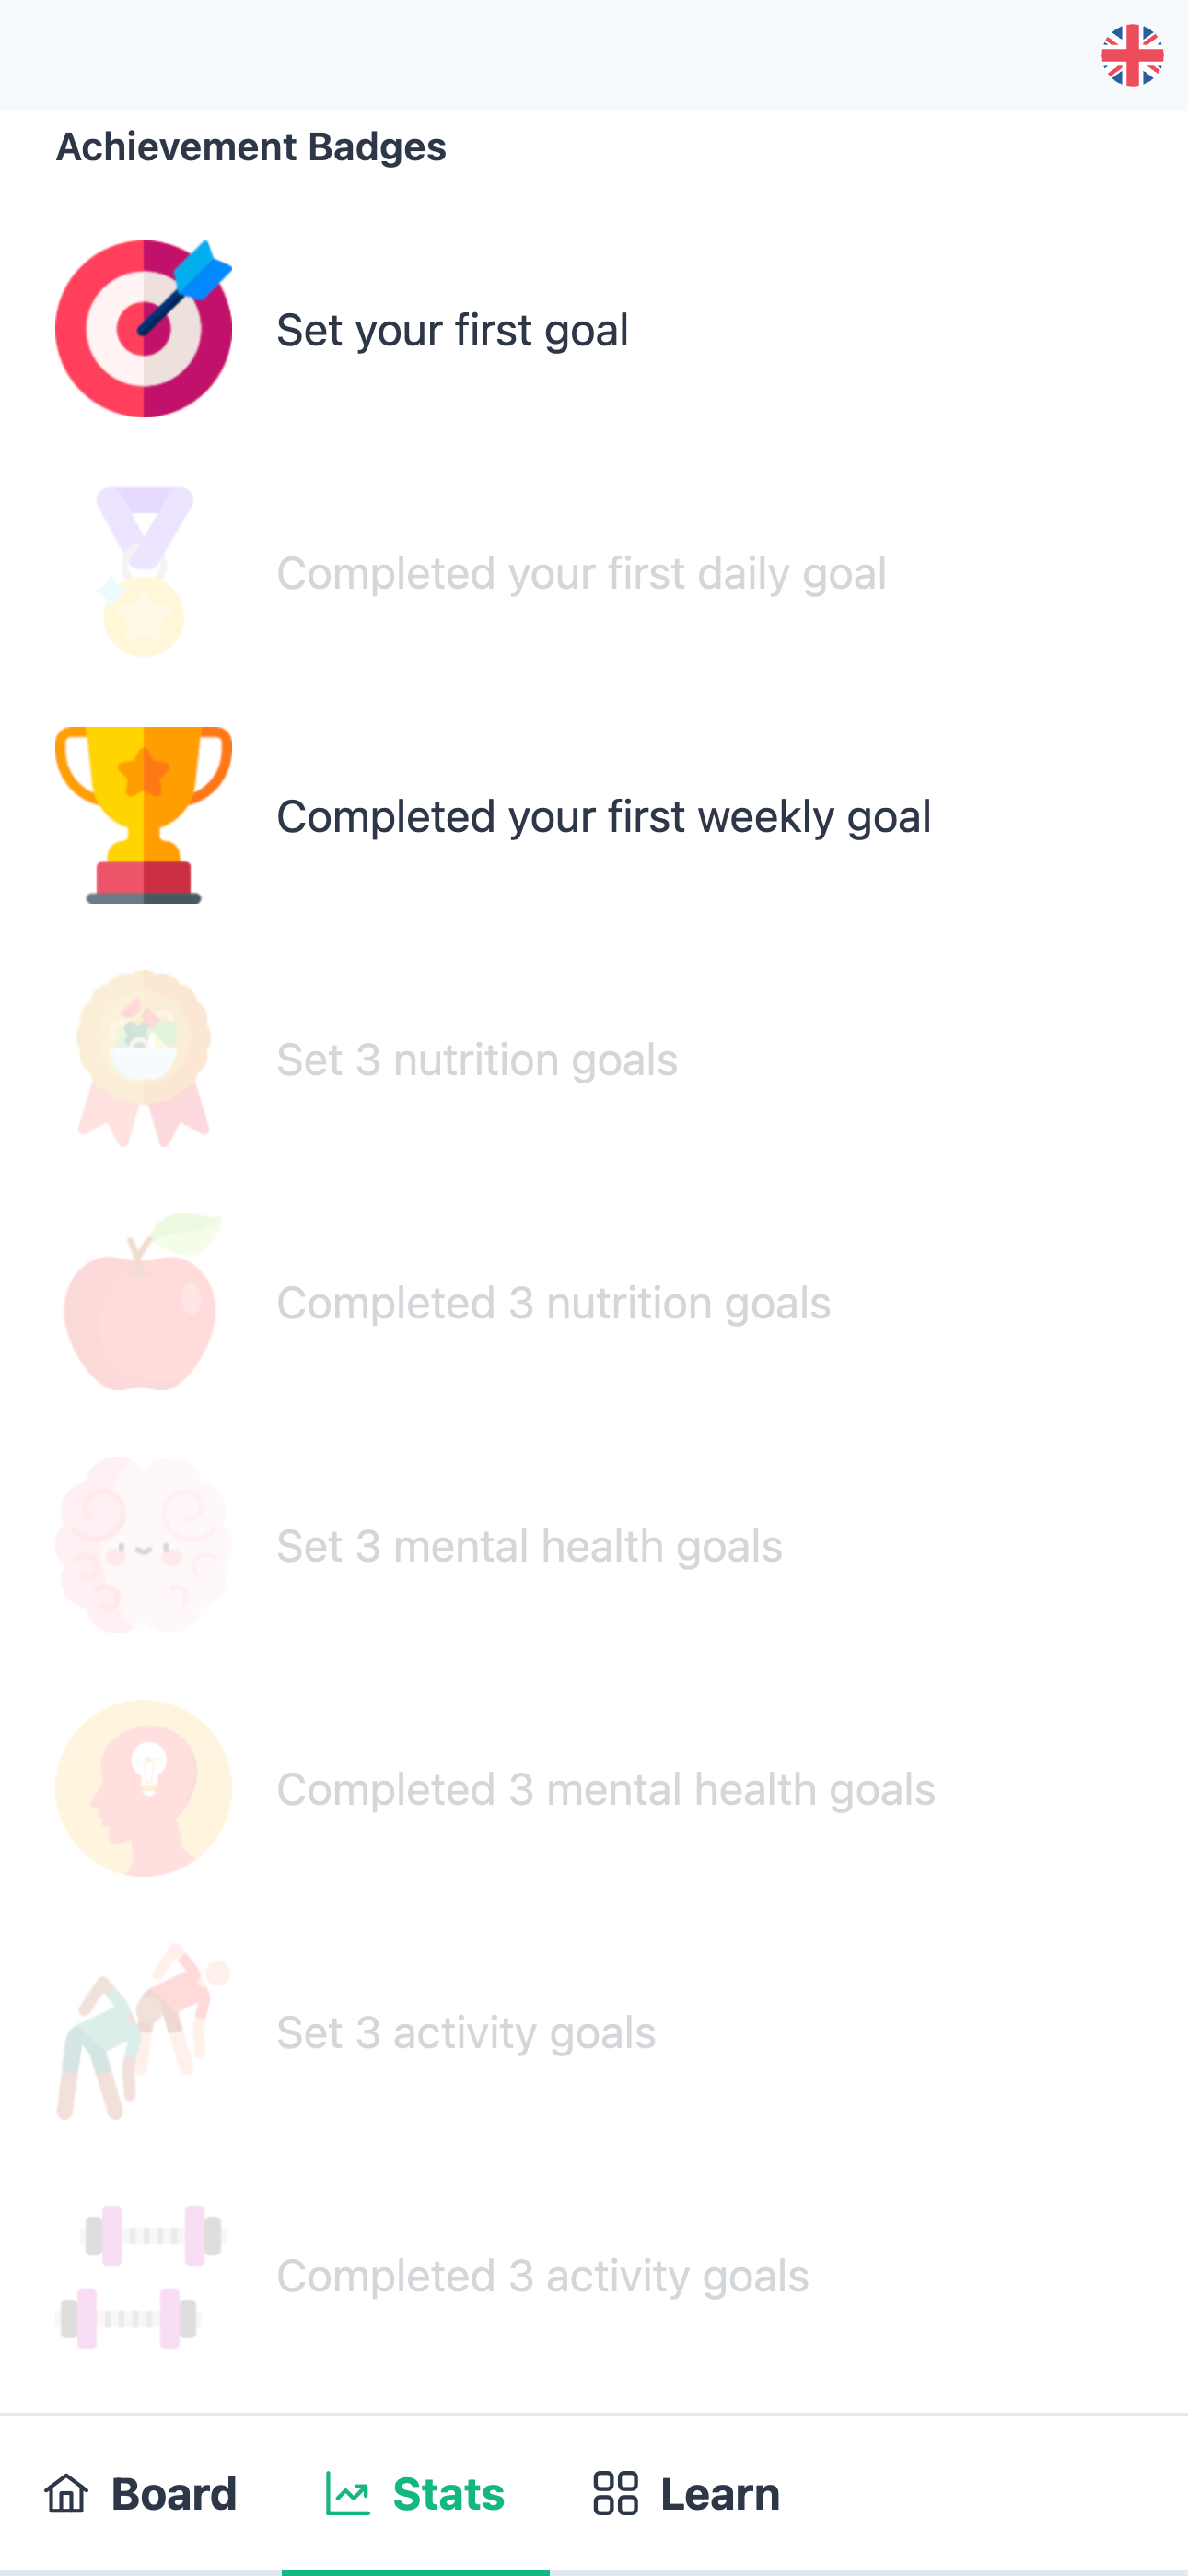 Achievement Badges
Set your first goal
Completed your first daily goal
Completed your first weekly goal
Set 3 nutrition goals
Completed 3 nutrition goals
Set 3 mental health goals
Completed 3 mental health goals
Set 3 activity goals
Completed 3 activity goals
Board Stats Learn